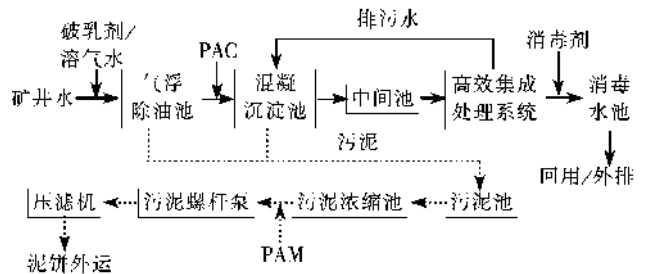 排污水
破乳剂/
溶气水
PAC
消毒剂
矿井水
气浮
除油池
混凝
沉淀池
中间池
高效集成
处理系统
消毒
水池
污泥
回用/外排
压滤机
污泥螺杆泵
污泥浓缩池
污泥池
PAM
泥饼外运